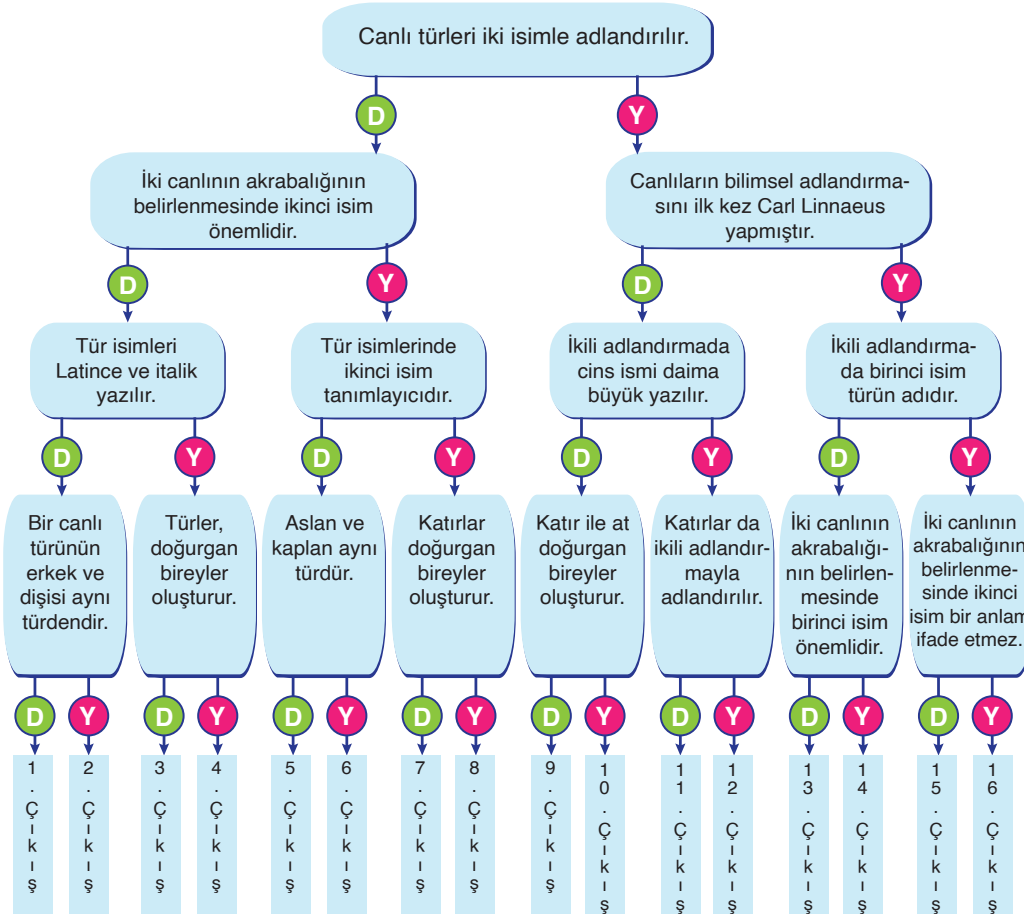 Canlı türleri iki isimle adlandırılır.
D
Y
İki canlının akrabalığının
belirlenmesinde ikinci isim
önemlidir.
Canlıların bilimsel adlandırma-
sını ilk kez Carl Linnaeus
yapmıştır.
D
Y
D
Y
Tür isimleri
Latince ve italik
yazılır.
Tür isimlerinde
ikinci isim
tanımlayıcıdır.
İkili adlandırmada
cins ismi daima
büyük yazılır.
İkili adlandırma-
da birinci isim
türün adıdır.
D
Y
D
Y
D
Y
D
Y
Bir canlı
türünün
erkek ve
dişisi aynı
türdendir.
Türler,
doğurgan
bireyler
oluşturur.
Aslan ve
kaplan aynı
türdür.
Katırlar
doğurgan
bireyler
oluşturur.
Katır ile at
doğurgan
bireyler
oluşturur.
Katırlar da
ikili adlandır-
mayla
adlandırılır.
İki canlının
akrabalığı-
nın belirlen-
mesinde
birinci isim
önemlidir.
İki canlının
akrabalığının
belirlenme-
sinde ikinci
isim bir anlam
ifade etmez.
D
Y
D
Y
D
Y
D
Y
D
Y
D
Y
D
Y
D
Y
1.Çıkış
2.Çıkış
3.Çıkış
4.Çıkış
5.Çıkış
6.Çıkış
7.Çıkış
8.Çıkış
9.Çıkış
10.Çıkış
11.Çıkış
12.Çıkış
13.Çıkış
14.Çıkış
15.Çıkış
16.Çıkış